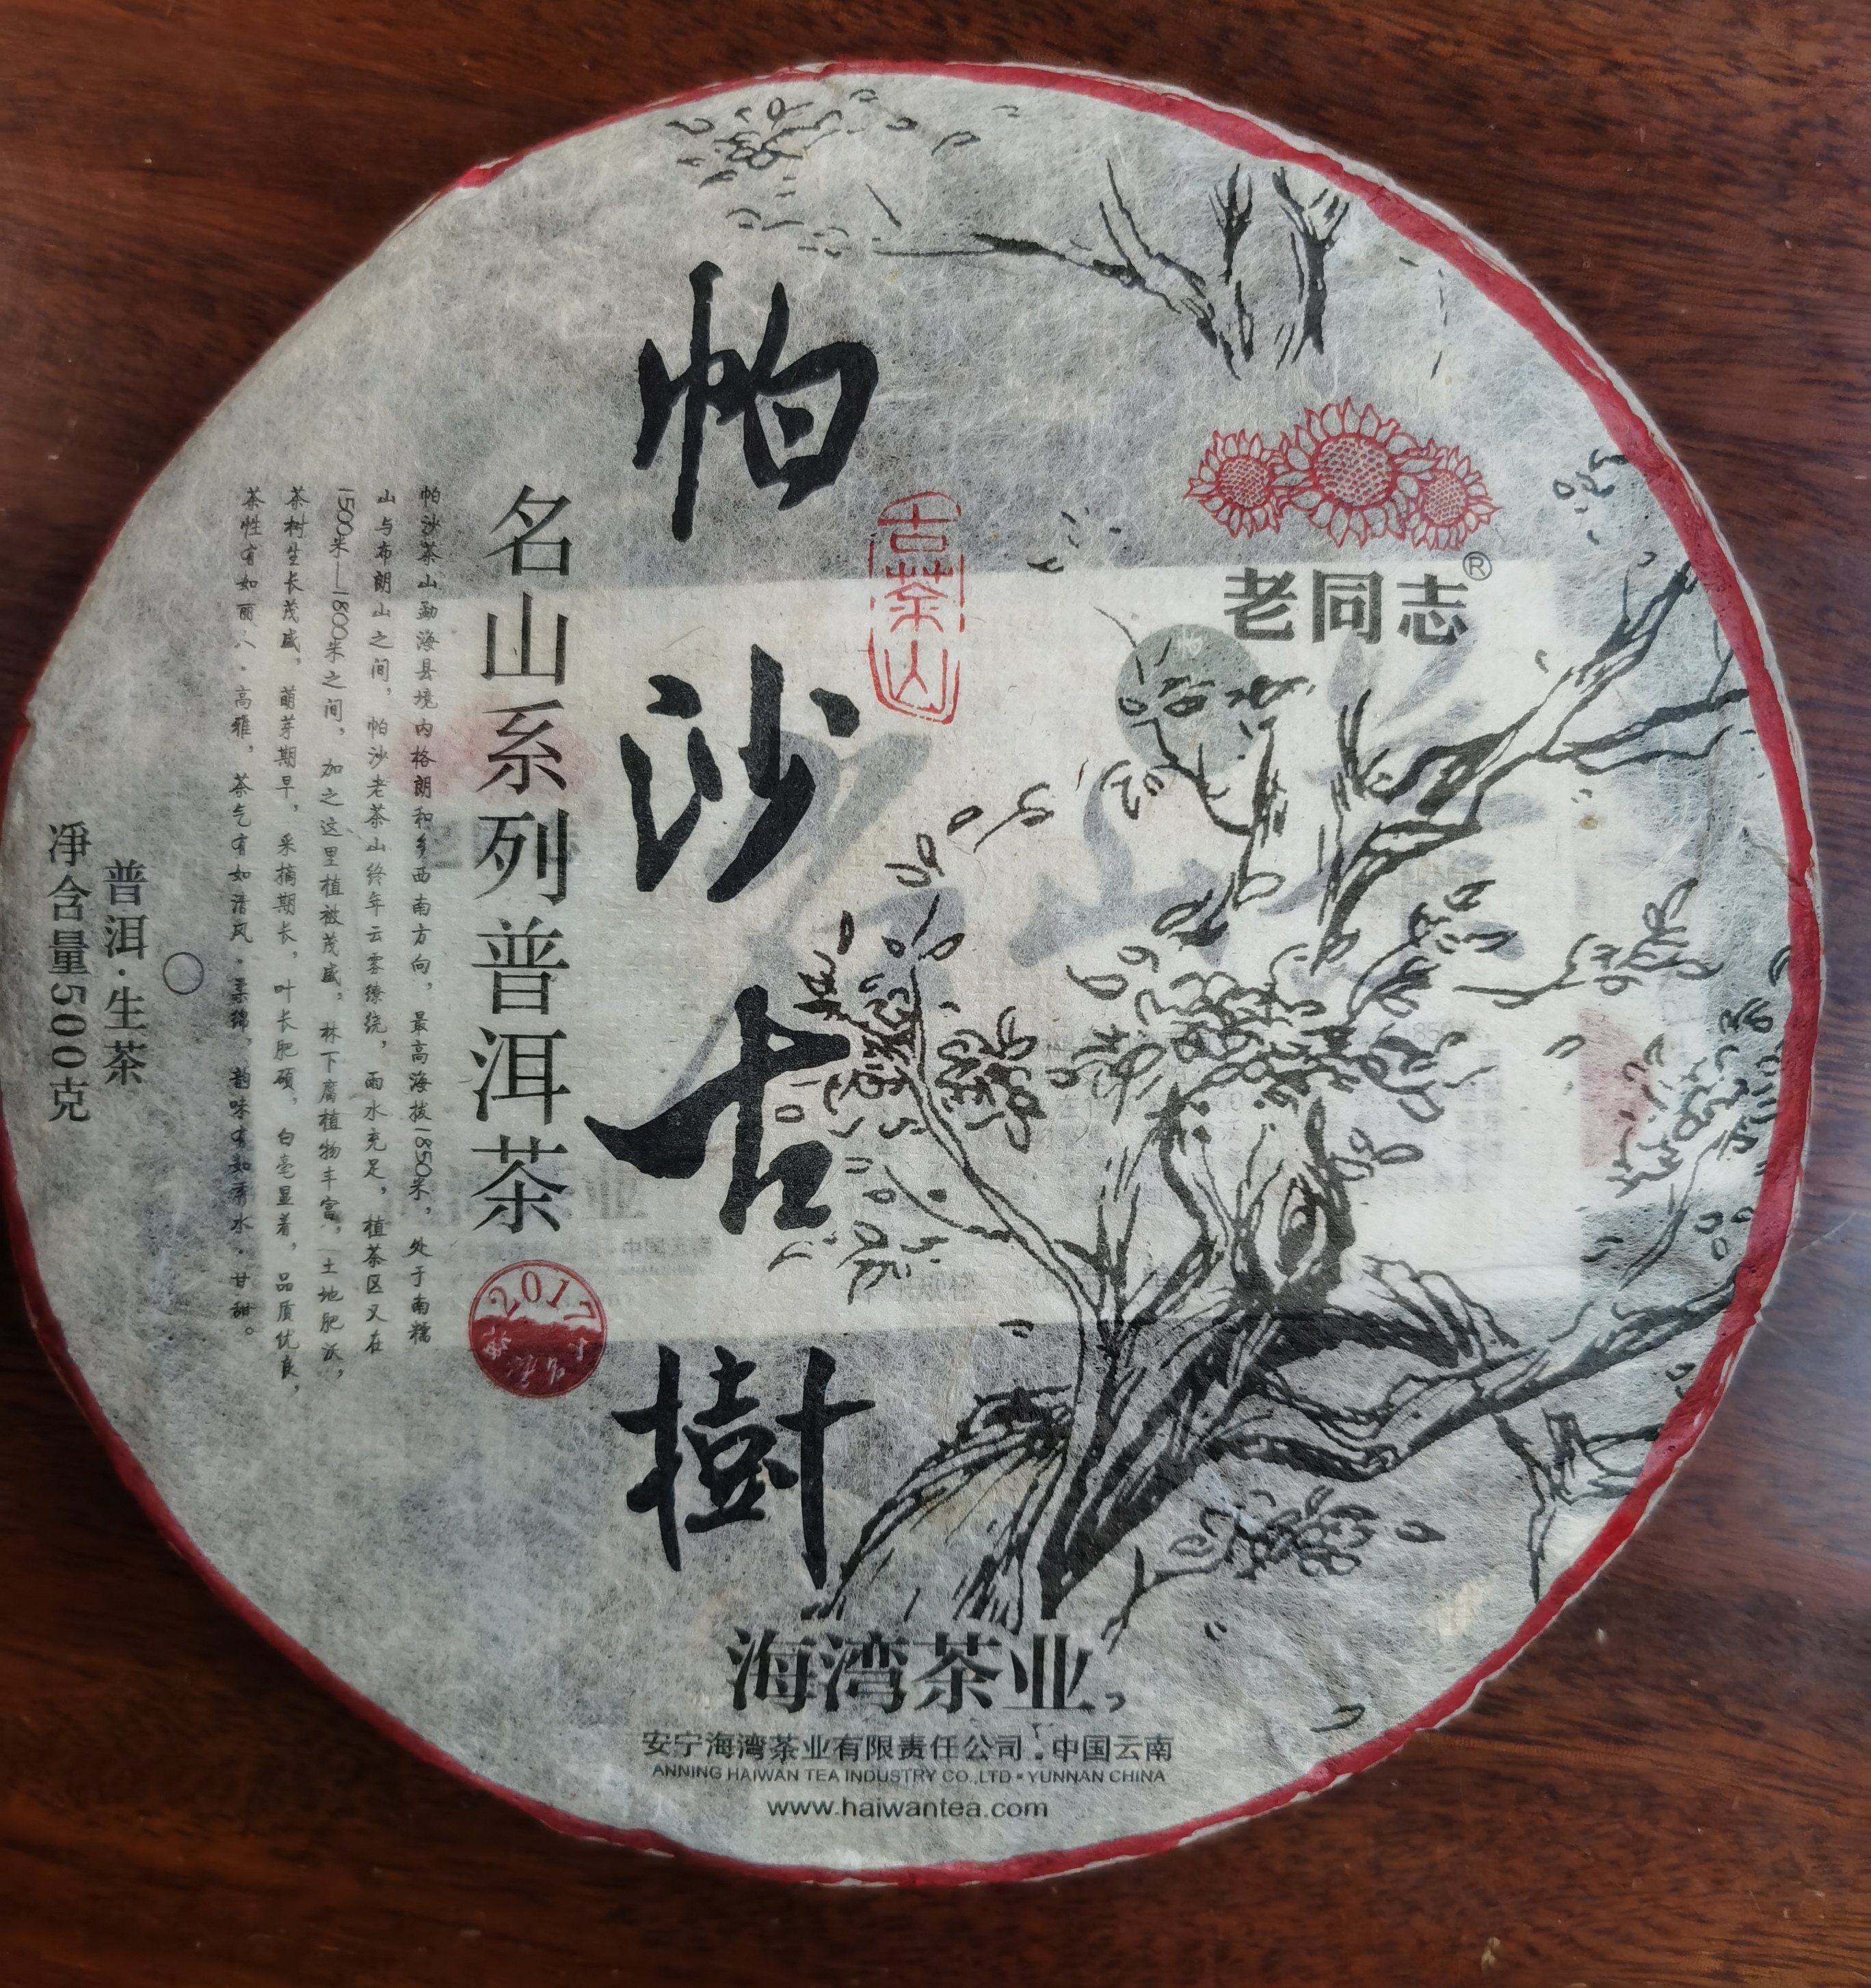 帕沙古樹
古茶山
老同志®
名山系列普洱茶
2017
帕沙茶山勐海县境内格朗和乡西南方向，最高海拔1850米，处于南糯
山与布朗山之间，帕沙老茶山终年云雾缭绕，雨水充足，植茶区又在
1500米—1800米之间，加之这里植被茂盛，林下腐植物丰富，土地肥沃，
茶树生长茂盛，萌芽期早，采摘期长，叶长肥硕，白毫显着，品质优良，
茶性有如丽人·高雅，茶气有如清风·柔绵，韵味有如弄水·甘甜。
普洱·生茶
净含量500克
海湾茶业
安宁海湾茶业有限责任公司·中国云南
ANNING HAIWAN TEA INDUSTRY CO.,LTD·YUNNAN CHINA
www.haiwantea.com